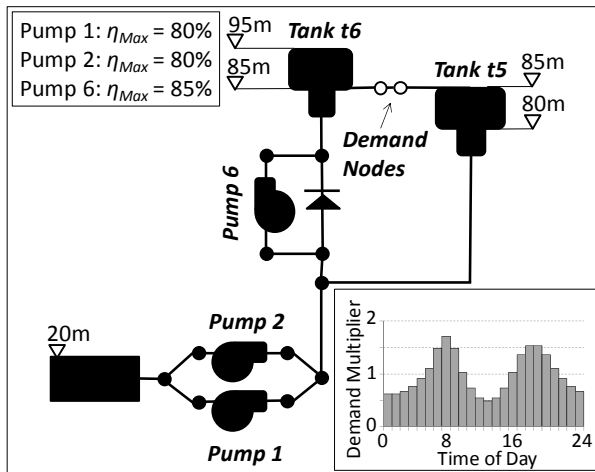 Pump 1: ηMax = 80%
Pump 2: ηMax = 80%
Pump 6: ηMax = 85%
95m
85m
Tank t6
Tank t5
85m
80m
Demand
Nodes
Pump 6
20m
Pump 2
Pump 1
Demand Multiplier
2
1
0
0 8 16 24
Time of Day